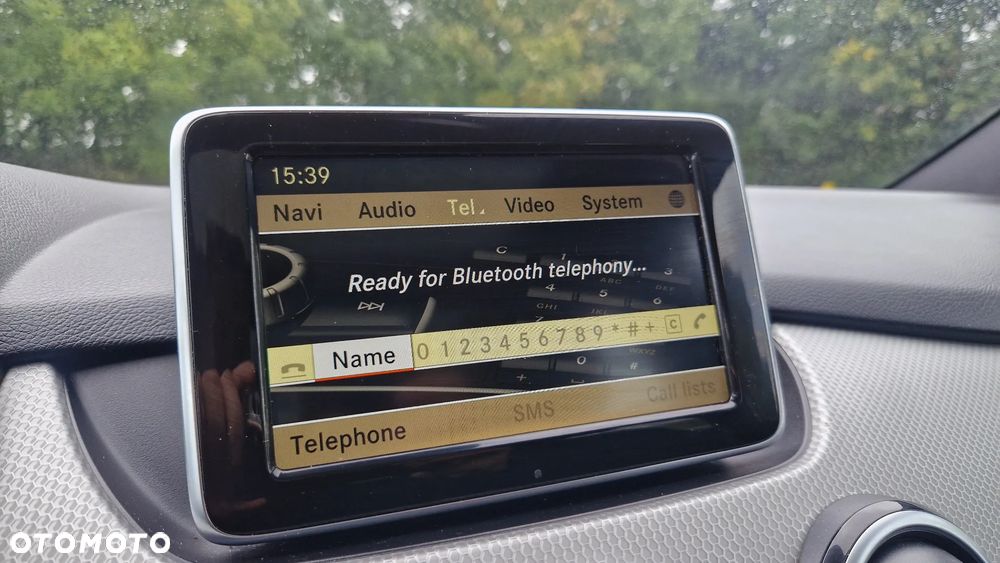 15:39
Navi Audio Tel Video System
Ready for Bluetooth telephony...
Name 0 1 2 3 4 5 6 7 8 9 * # + C
Telephone SMS Call lists
OTOMOTO